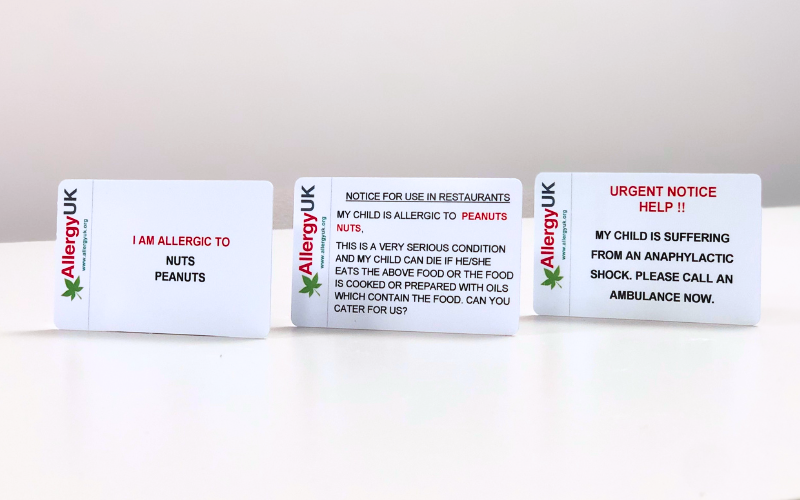 AllergyUK
www.allergyuk.org
I AM ALLERGIC TO
NUTS
PEANUTS
AllergyUK
www.allergyuk.org
NOTICE FOR USE IN RESTAURANTS
MY CHILD IS ALLERGIC TO PEANUTS
NUTS,
THIS IS A VERY SERIOUS CONDITION
AND MY CHILD CAN DIE IF HE/SHE
EATS THE ABOVE FOOD OR THE FOOD
IS COOKED OR PREPARED WITH OILS
WHICH CONTAIN THE FOOD. CAN YOU
CATER FOR US?
AllergyUK
www.allergyuk.org
URGENT NOTICE
HELP !!
MY CHILD IS SUFFERING
FROM AN ANAPHYLACTIC
SHOCK. PLEASE CALL AN
AMBULANCE NOW.